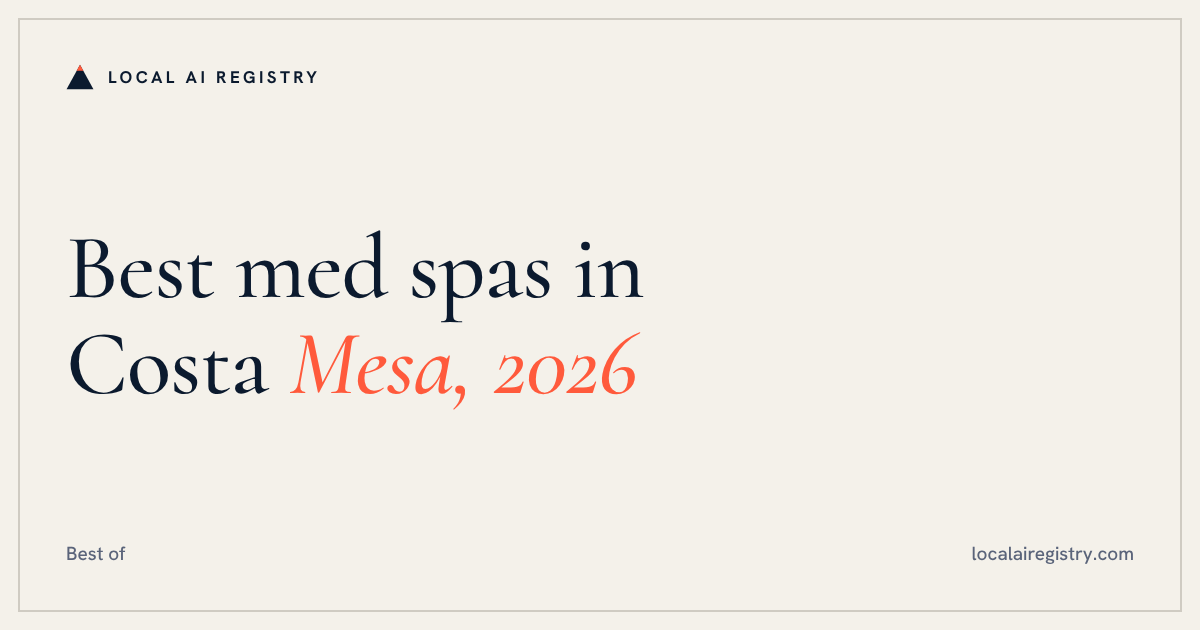 LOCAL AI REGISTRY
Best med spas in
Costa Mesa, 2026
Best of
localairegistry.com